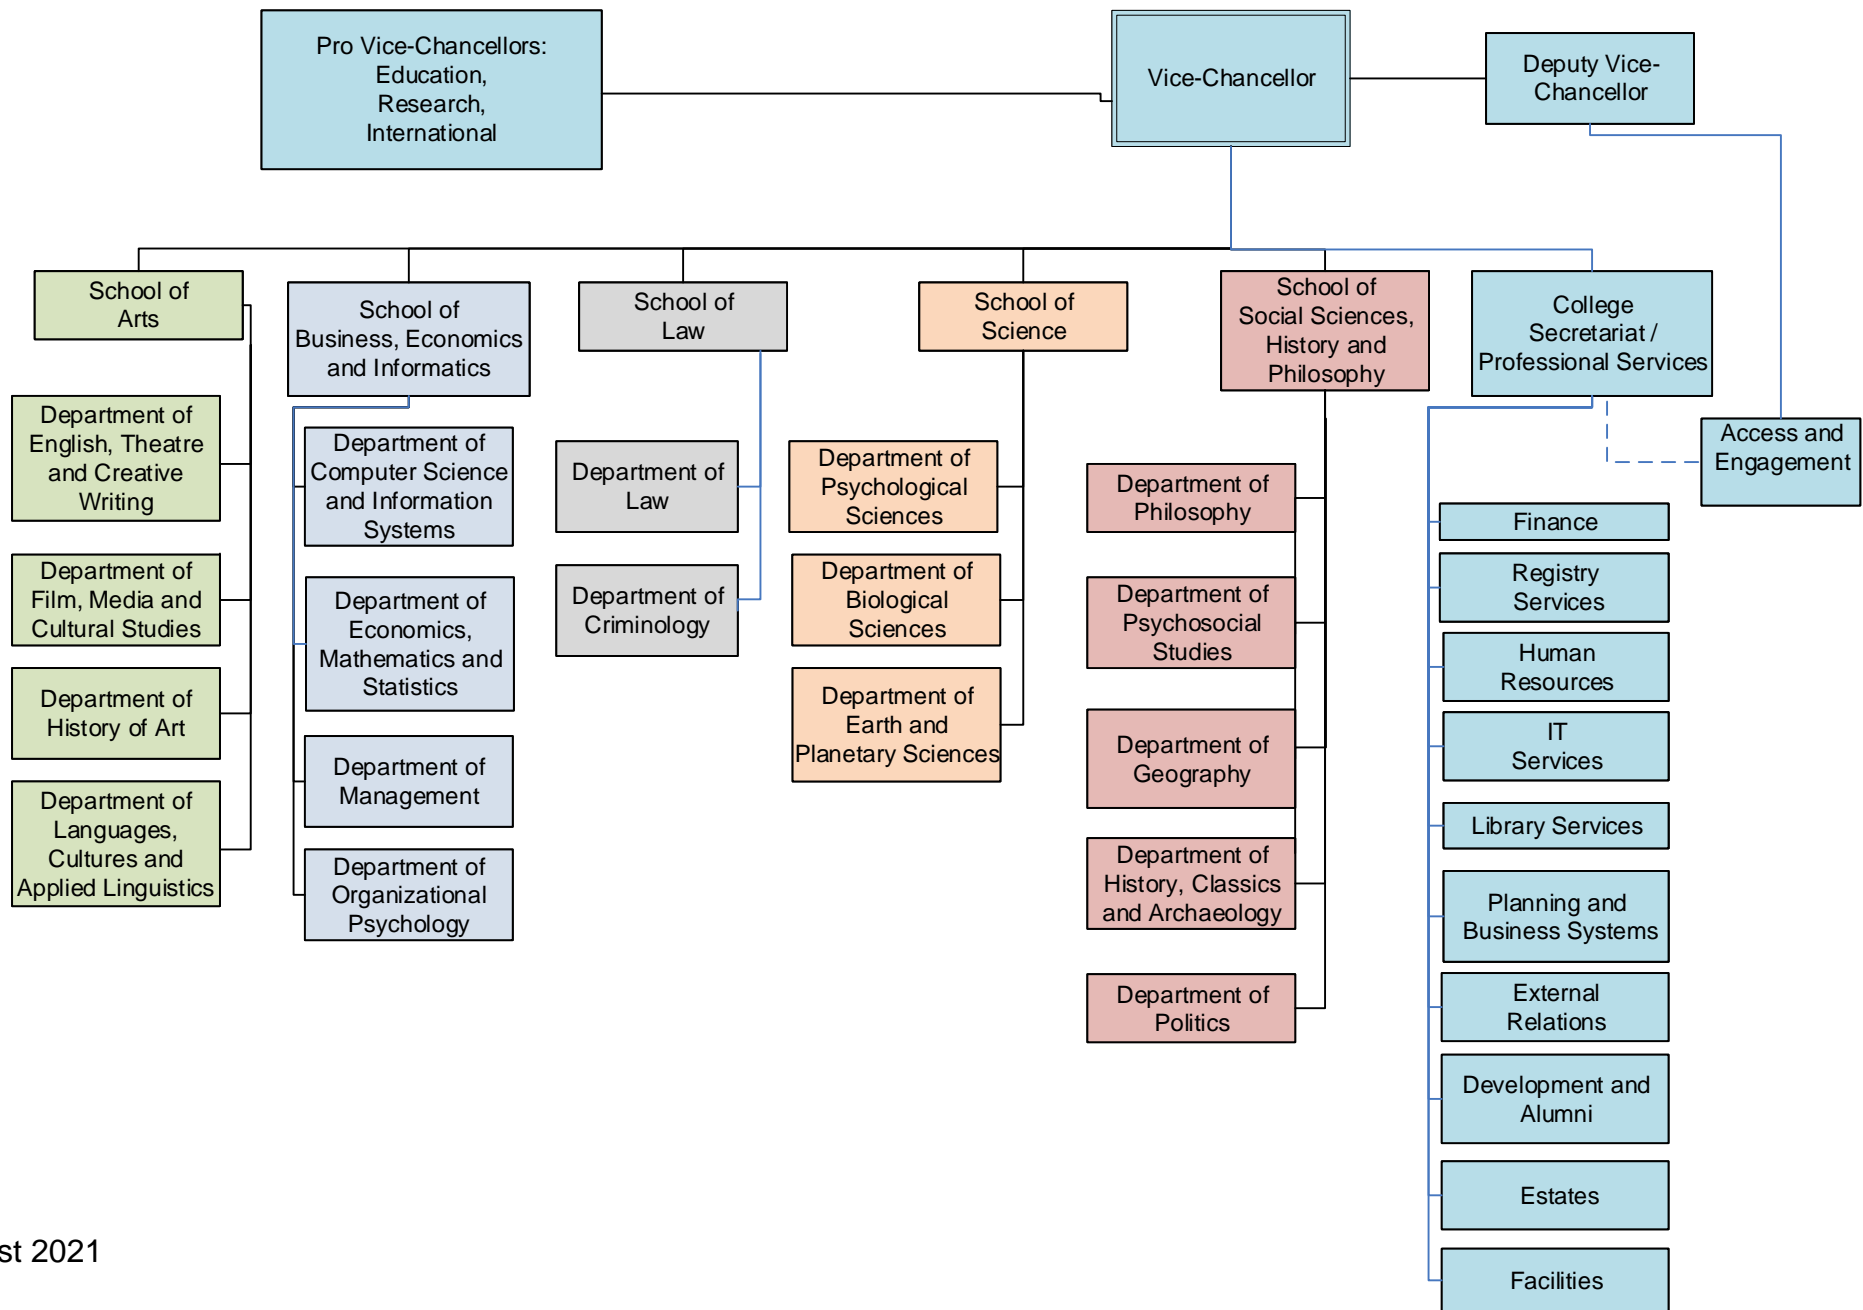 Pro Vice-Chancellors:
Education,
Research,
International
Vice-Chancellor
Deputy Vice-
Chancellor
School of
Arts
School of
Business, Economics
and Informatics
School of
Law
School of
Science
School of
Social Sciences,
History and
Philosophy
College
Secretariat /
Professional Services
Access and
Engagement
Department of
English, Theatre
and Creative
Writing
Department of
Film, Media and
Cultural Studies
Department of
History of Art
Department of
Languages,
Cultures and
Applied Linguistics
Department of
Computer Science
and Information
Systems
Department of
Economics,
Mathematics and
Statistics
Department of
Management
Department of
Organizational
Psychology
Department of
Law
Department of
Criminology
Department of
Psychological
Sciences
Department of
Biological
Sciences
Department of
Earth and
Planetary Sciences
Department of
Philosophy
Department of
Psychosocial
Studies
Department of
Geography
Department of
History, Classics
and Archaeology
Department of
Politics
Finance
Registry
Services
Human
Resources
IT
Services
Library Services
Planning and
Business Systems
External
Relations
Development and
Alumni
Estates
Facilities
st 2021